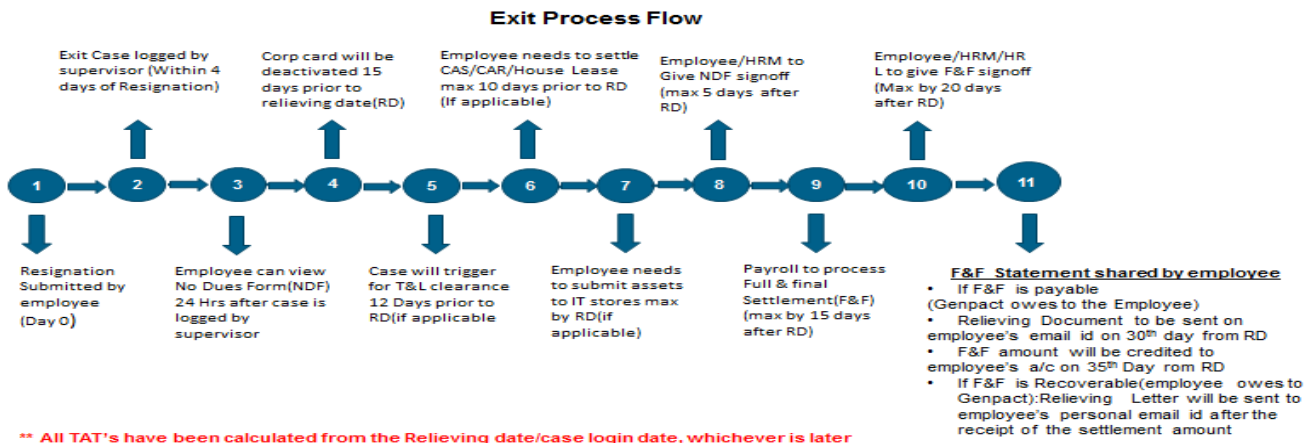 Exit Process Flow
Exit Case logged by
supervisor (Within 4
days of Resignation)
Corp card will be
deactivated 15
days prior to
relieving date(RD)
Employee needs to settle
CAS/CAR/House Lease
max 10 days prior to RD
(If applicable)
Employee/HRM to
Give NDF signoff
(max 5 days after
RD)
Employee/HRM/HR
L to give F&F signoff
(Max by 20 days
after RD)
1
2
3
4
5
6
7
8
9
10
11
Resignation
Submitted by
employee
(Day 0)
Employee can view
No Dues Form(NDF)
24 Hrs after case is
logged by
supervisor
Case will trigger
for T&L clearance
12 Days prior to
RD(if applicable
Employee needs
to submit assets
to IT stores max
by RD(if
applicable)
Payroll to process
Full & final
Settlement(F&F)
(max by 15 days
after RD)
F&F Statement shared by employee
• If F&F is payable
(Genpact owes to the Employee)
• Relieving Document to be sent on
employee's email id on 30th day from RD
• F&F amount will be credited to
employee's a/c on 35th Day rom RD
• If F&F is Recoverable(employee owes to
Genpact):Relieving Letter will be sent to
employee's personal email id after the
receipt of the settlement amount
** All TAT's have been calculated from the Relieving date/case login date, whichever is later